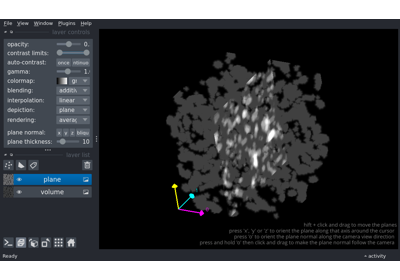 File View Window Plugins Help
layer controls
opacity: 0.
contrast limits:
auto-contrast: once
gamma: 1.
colormap: gr
blending: additiv
interpolation: linear
depiction: plane
rendering: averag
plane normal: x y z
plane thickness: 10
layer list
plane
volume
shift + click and drag to move the plane
press 'x', 'y' or 'z' to orient the plane along that axis around the cursor
press 'o' to orient the plane normal along the camera view direction
press and hold 'o' then click and drag to make the plane normal follow the camera
Ready
activity